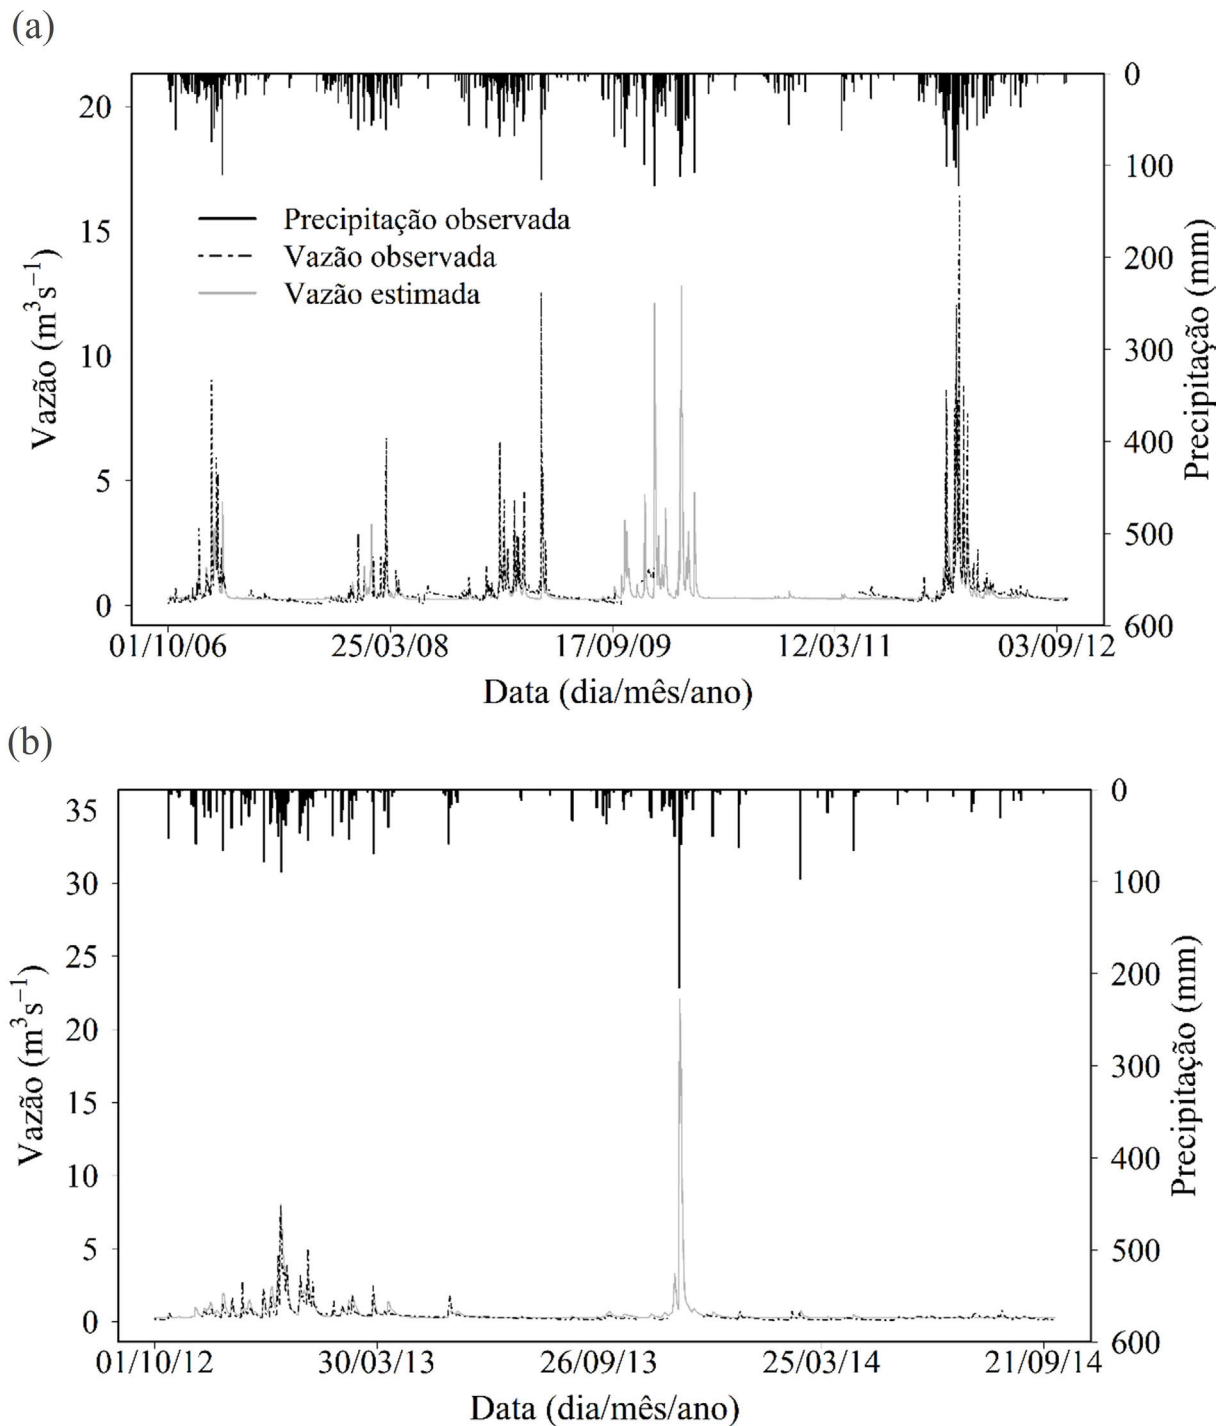 (a)
20
15
10
5
0
Vazão (m³s⁻¹)
Precipitação observada
Vazão observada
Vazão estimada
0
100
200
300
400
500
600
Precipitação (mm)
01/10/06 25/03/08 17/09/09 12/03/11 03/09/12
Data (dia/mês/ano)
(b)
35
30
25
20
15
10
5
0
Vazão (m³s⁻¹)
0
100
200
300
400
500
600
Precipitação (mm)
01/10/12 30/03/13 26/09/13 25/03/14 21/09/14
Data (dia/mês/ano)